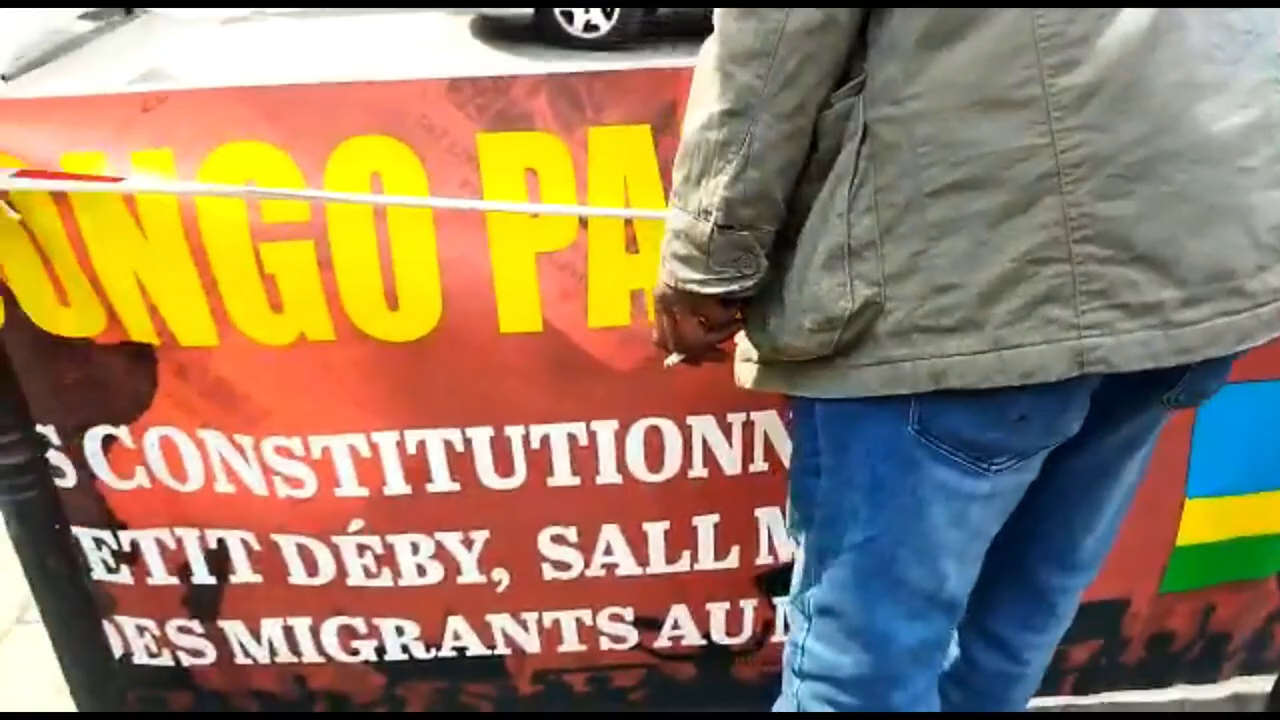 ONGO PA
S CONSTITUTIONN
ETIT DÉBY, SALL M
DES MIGRANTS AU